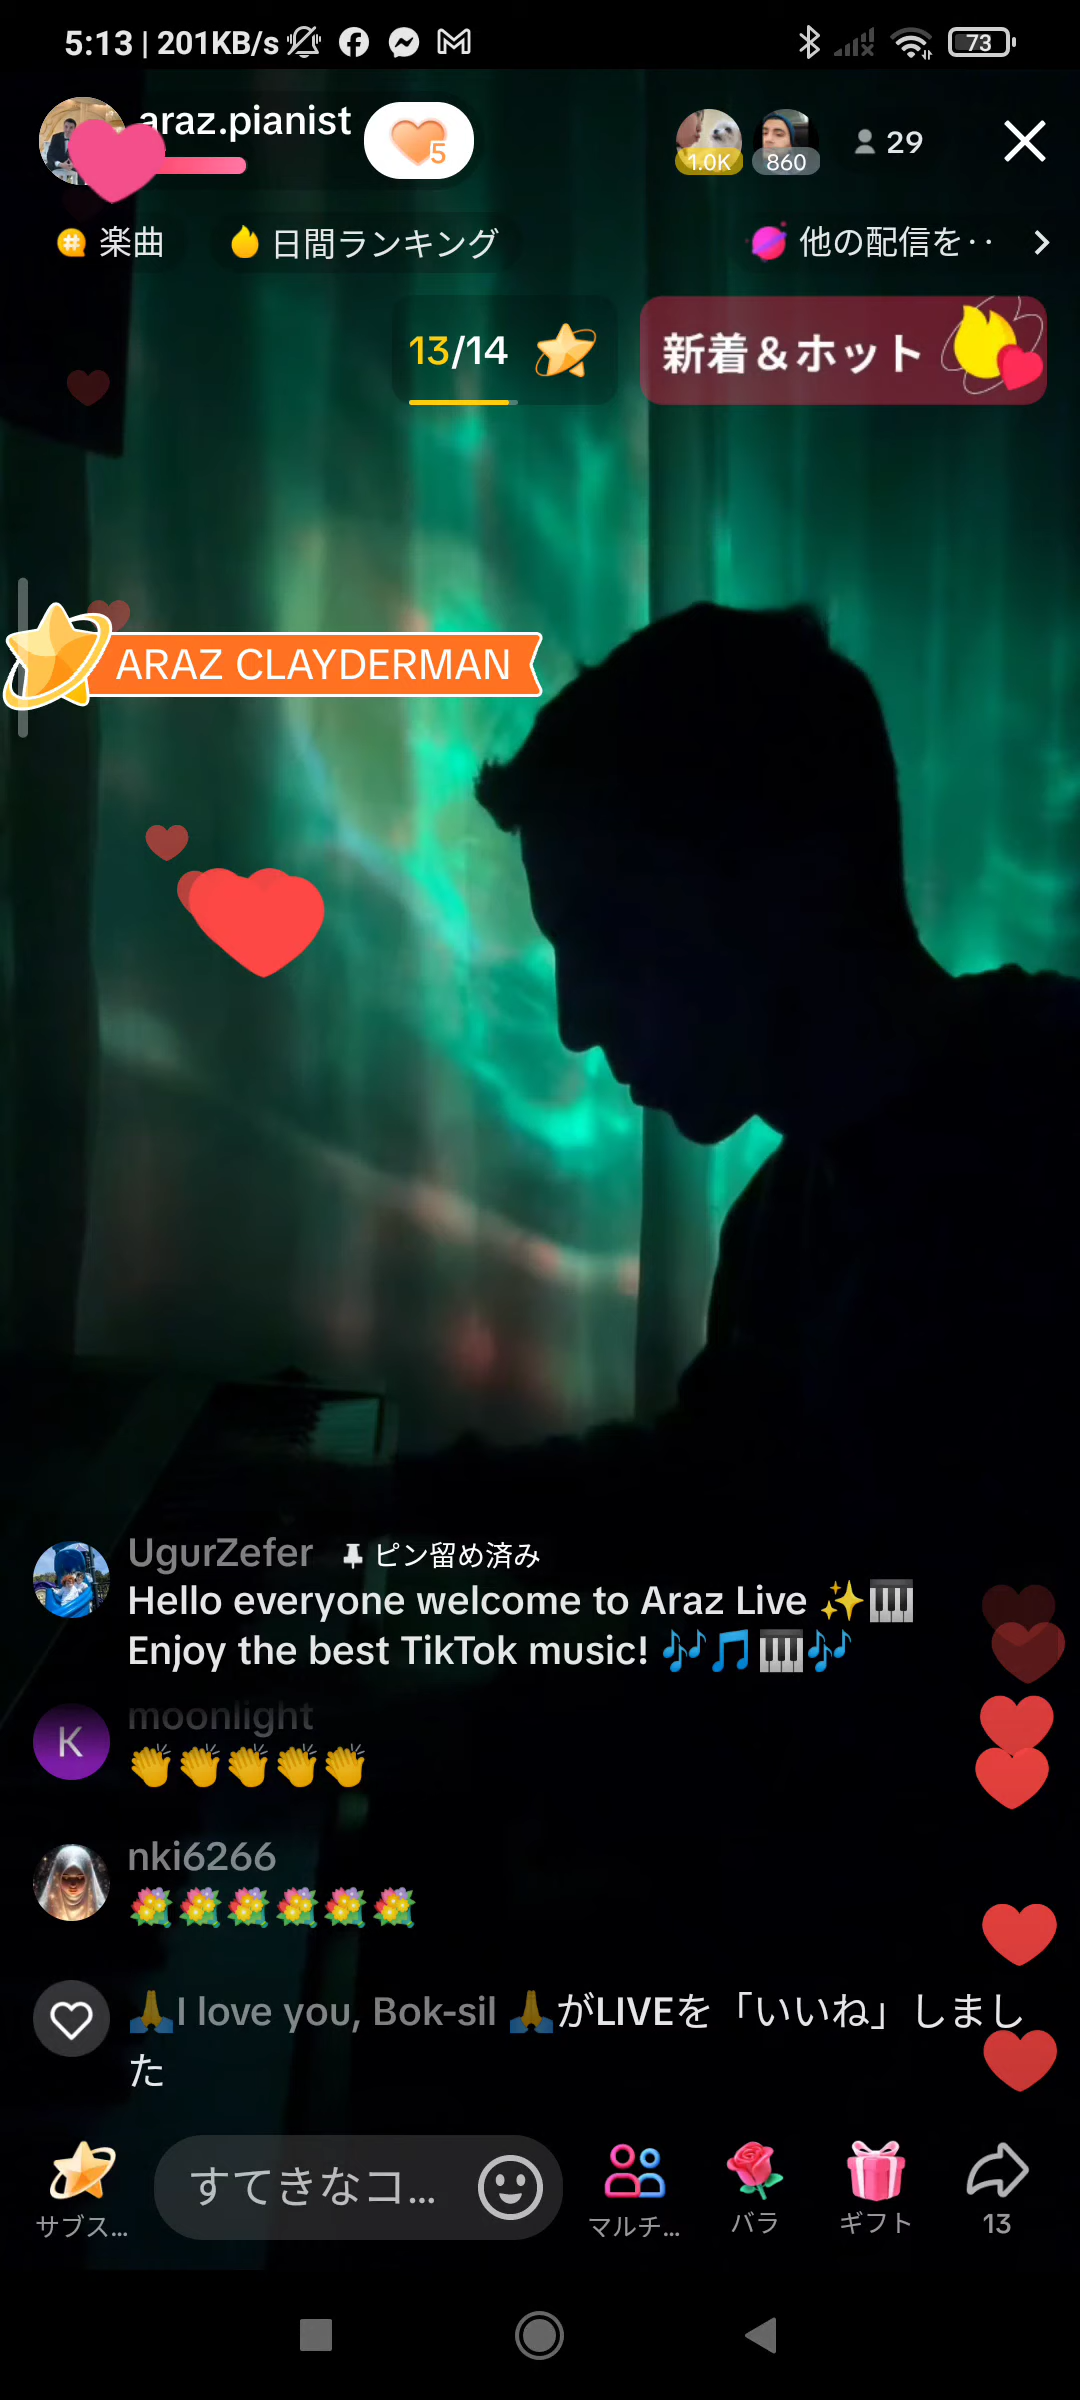 5:13 | 201KB/s
73
araz.pianist
5
1.0K
860
29
楽曲
日間ランキング
他の配信を··
13/14
新着&ホット
ARAZ CLAYDERMAN
UgurZefer ピン留め済み
Hello everyone welcome to Araz Live ✨🎹
Enjoy the best TikTok music! 🎶🎵🎹🎶
K
moonlight
👏👏👏👏👏
nki6266
💐💐💐💐💐💐
🙏I love you, Bok-sil 🙏がLIVEを「いいね」しまし
た
すてきなコ...
サブス...
マルチ...
バラ
ギフト
13